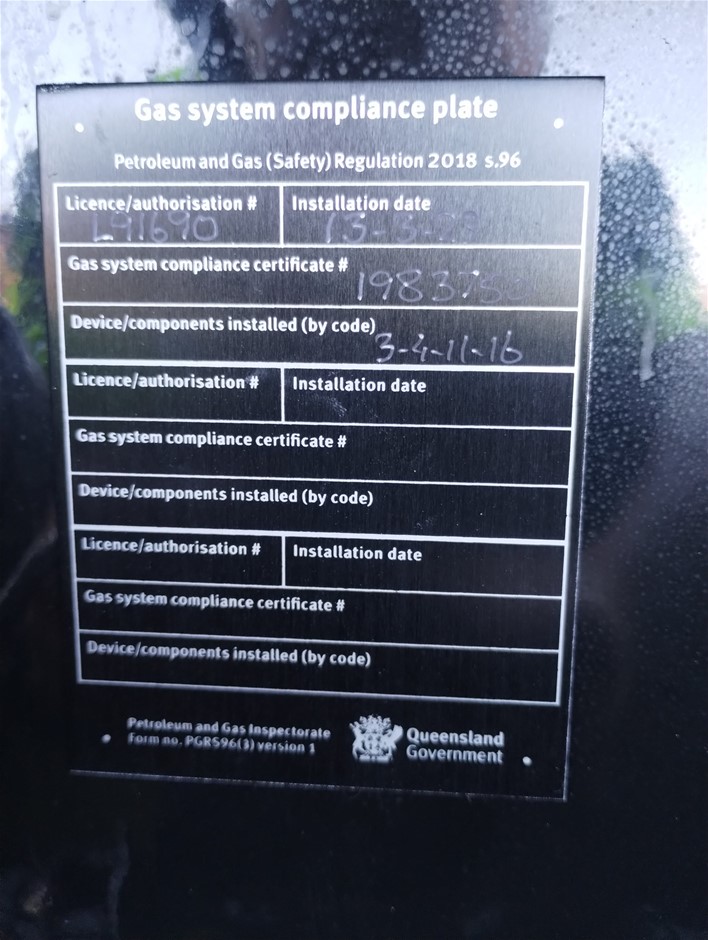 Gas system compliance plate
Petroleum and Gas (Safety) Regulation 2018 s.96
Licence/authorisation # Installation date
L91690 13-3-
Gas system compliance certificate #
198375
Device/components installed (by code)
3-4-11-16
Licence/authorisation # Installation date
Gas system compliance certificate #
Device/components installed (by code)
Licence/authorisation # Installation date
Gas system compliance certificate #
Device/components installed (by code)
Petroleum and Gas Inspectorate
Form no. PGRS96(3) version 1
Queensland
Government